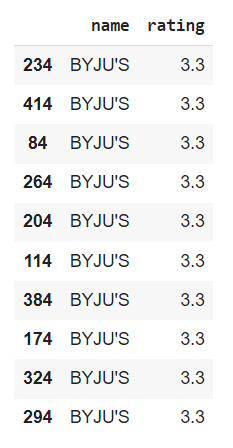 name rating
234 BYJU'S 3.3
414 BYJU'S 3.3
84 BYJU'S 3.3
264 BYJU'S 3.3
204 BYJU'S 3.3
114 BYJU'S 3.3
384 BYJU'S 3.3
174 BYJU'S 3.3
324 BYJU'S 3.3
294 BYJU'S 3.3